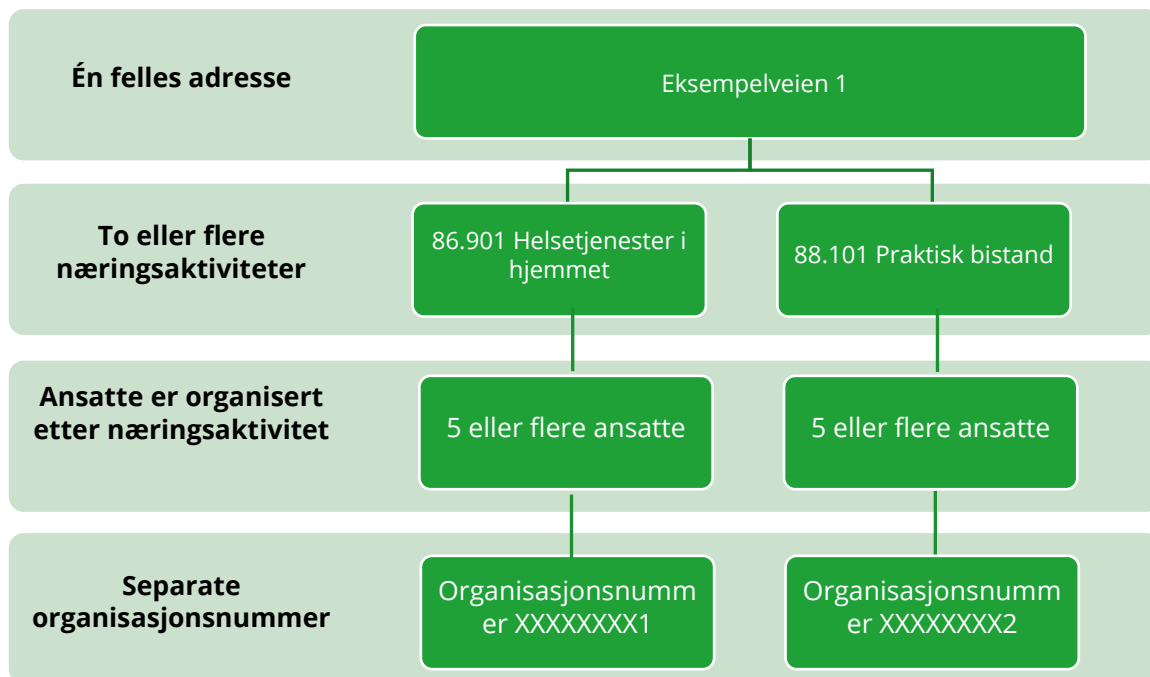 Én felles adresse
Eksempelveien 1
To eller flere
næringsaktiviteter
86.901 Helsetjenester i
hjemmet
88.101 Praktisk bistand
Ansatte er organisert
etter næringsaktivitet
5 eller flere ansatte
5 eller flere ansatte
Separate
organisasjonsnummer
Organisasjonsnumm
er XXXXXXXX1
Organisasjonsnumm
er XXXXXXXX2